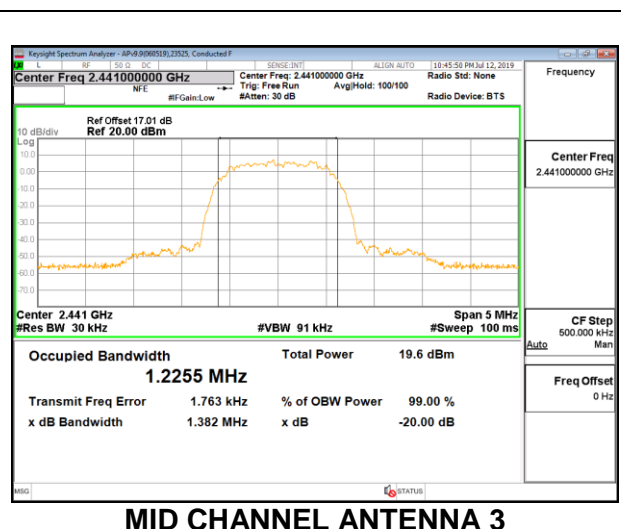 Keysight Spectrum Analyzer - APv9.9(060519),23525, Conducted F
L RF 50 Ω DC SENSE:INT ALIGN AUTO 10:45:50 PM Jul 12, 2019
Center Freq 2.441000000 GHz
NFE
#IFGain:Low
Center Freq: 2.441000000 GHz
Trig: Free Run Avg|Hold: 100/100
#Atten: 30 dB
Radio Std: None
Radio Device: BTS
Frequency
Ref Offset 17.01 dB
10 dB/div Ref 20.00 dBm
Log
10.0
0.00
-10.0
-20.0
-30.0
-40.0
-50.0
-60.0
-70.0
Center Freq
2.441000000 GHz
Center 2.441 GHz Span 5 MHz
#Res BW 30 kHz #VBW 91 kHz #Sweep 100 ms
CF Step
500.000 kHz
Auto Man
Occupied Bandwidth Total Power 19.6 dBm
1.2255 MHz
Transmit Freq Error 1.763 kHz % of OBW Power 99.00 %
x dB Bandwidth 1.382 MHz x dB -20.00 dB
Freq Offset
0 Hz
MSG STATUS
MID CHANNEL ANTENNA 3